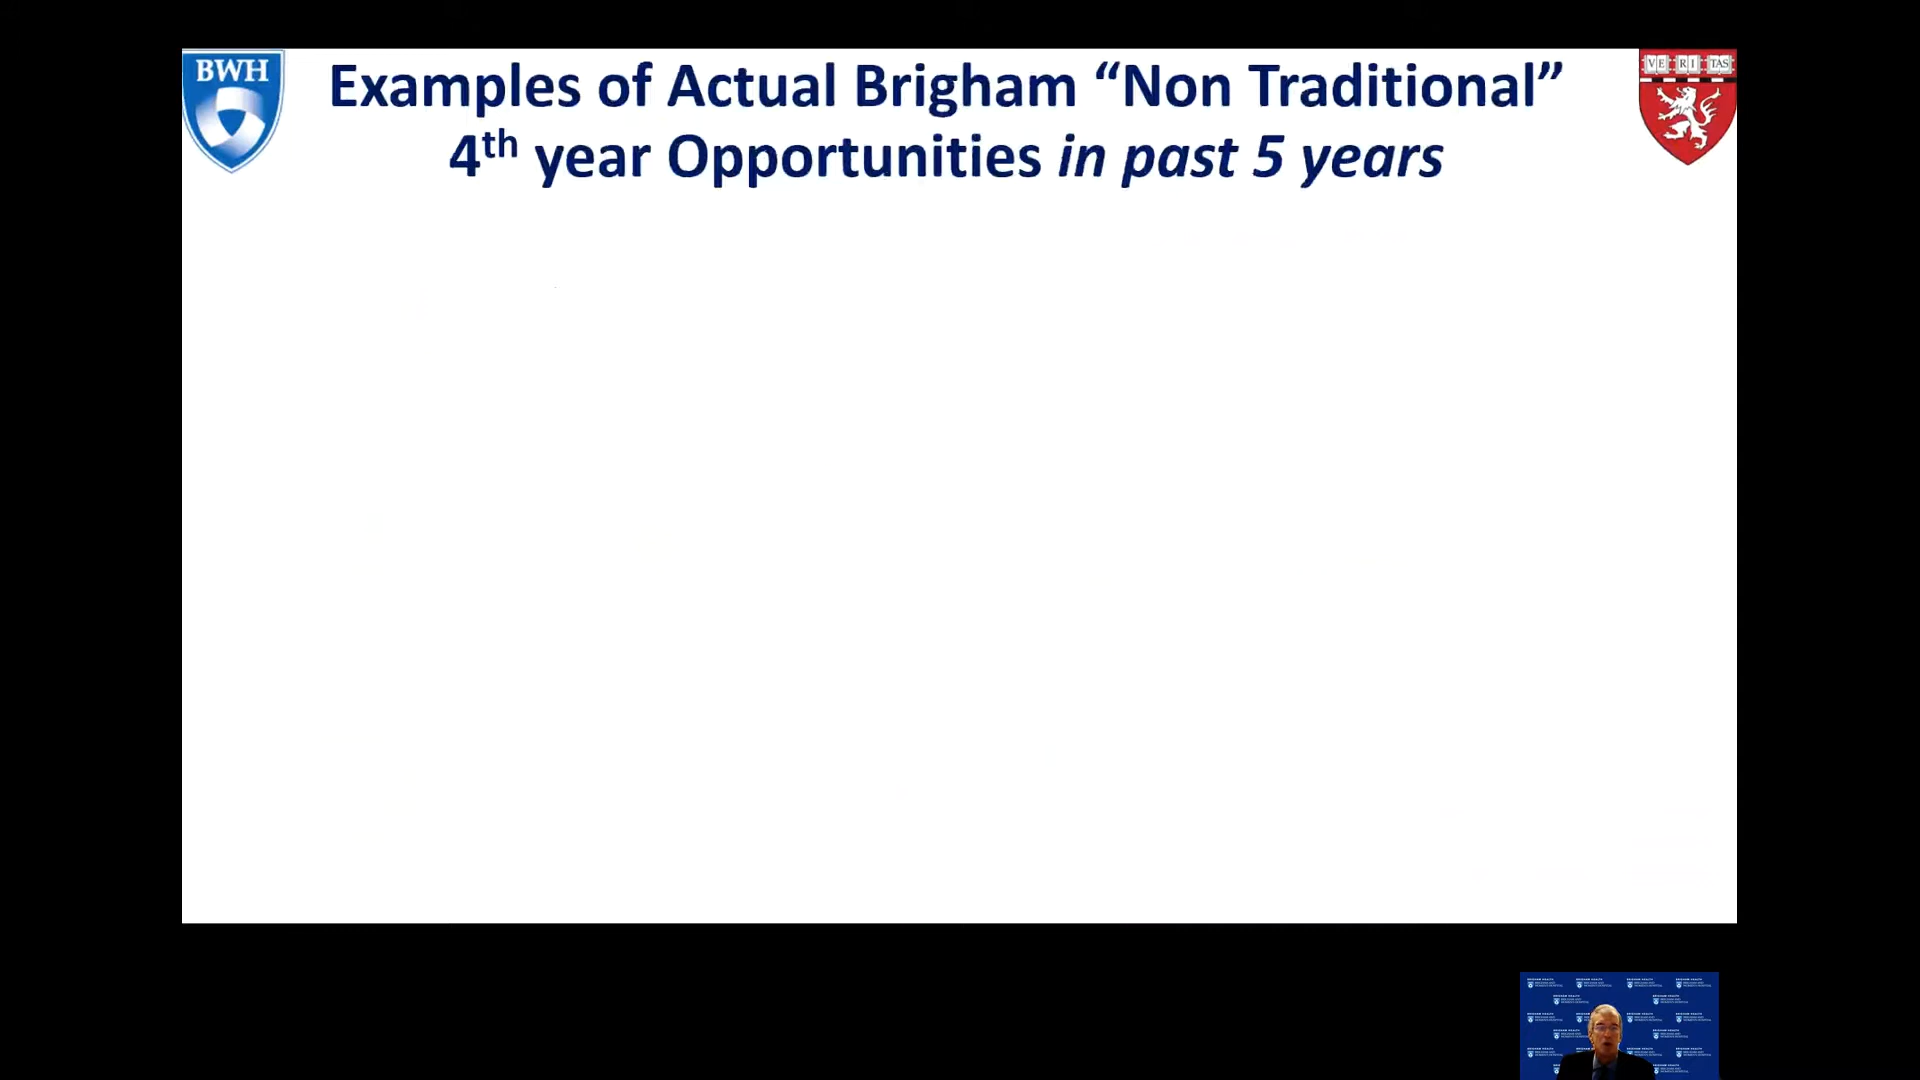 BWH
Examples of Actual Brigham “Non Traditional”
4th year Opportunities in past 5 years
VE RI TAS